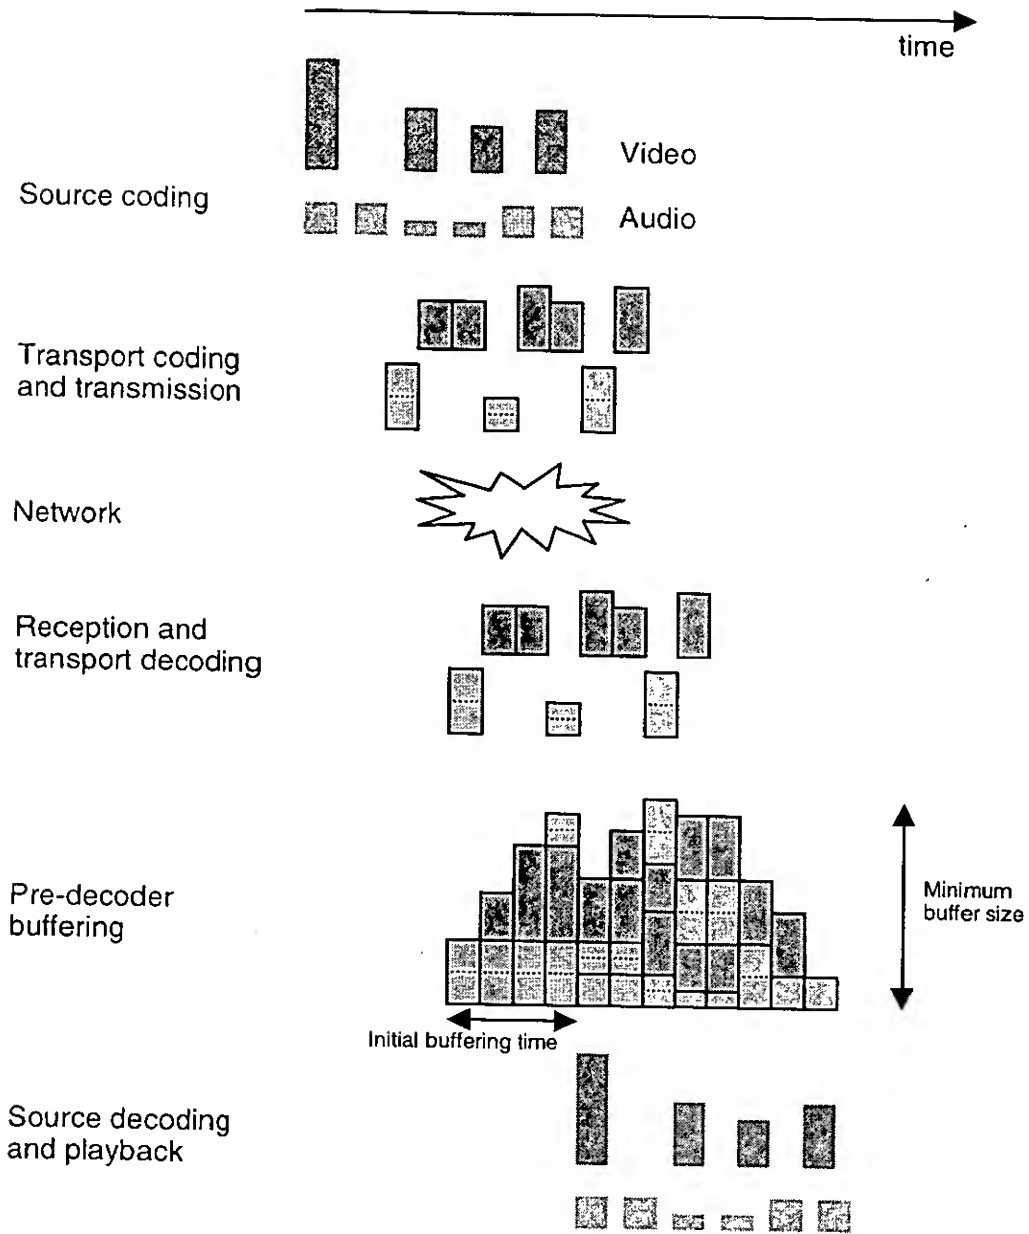 time
Video
Source coding
Audio
Transport coding
and transmission
Network
Reception and
transport decoding
Pre-decoder
buffering
Minimum
buffer size
Initial buffering time
Source decoding
and playback